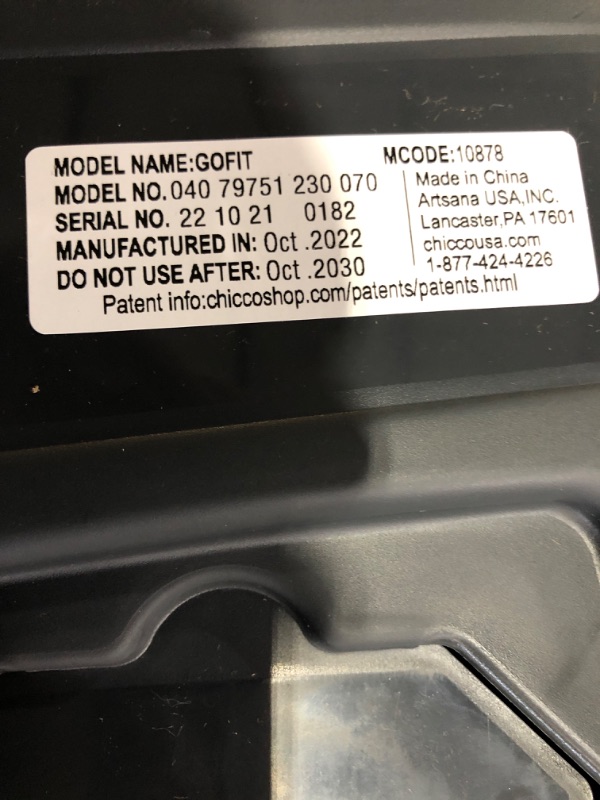 MODEL NAME:GOFIT MCODE:10878
MODEL NO.040 79751 230 070
SERIAL NO. 22 10 21 0182
MANUFACTURED IN: Oct .2022
DO NOT USE AFTER: Oct .2030
Made in China
Artsana USA,INC.
Lancaster,PA 17601
chiccousa.com
1-877-424-4226
Patent info:chiccoshop.com/patents/patents.html